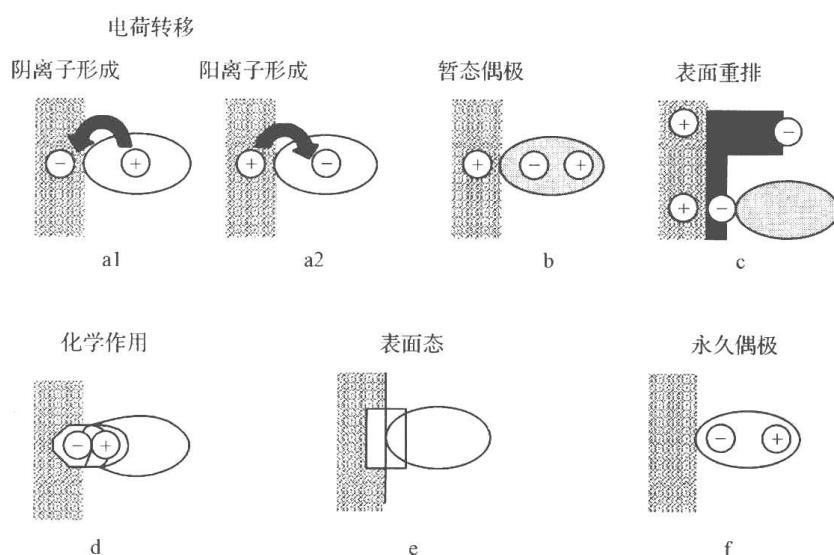 电荷转移
阴离子形成 阳离子形成 暂态偶极 表面重排
− + + − + − + + − + −
a1 a2 b c
化学作用 表面态 永久偶极
− + − +
d e f